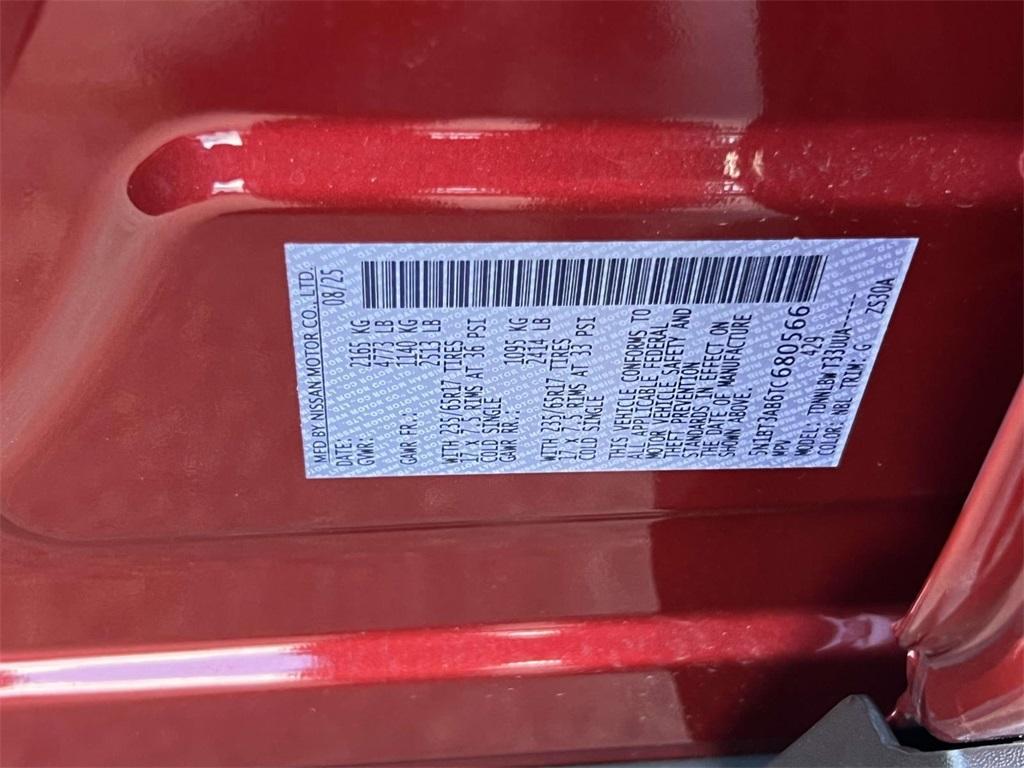 MFD BY NISSAN MOTOR CO., LTD.
DATE: 08/25
GVWR: 2165 KG
4773 LB
GAWR FR.: 1140 KG
2513 LB
WITH 235/65R17 TIRES
17 X 7.5 RIMS AT 36 PSI
COLD SINGLE
GAWR RR.: 1095 KG
2414 LB
WITH 235/65R17 TIRES
17 X 7.5 RIMS AT 33 PSI
COLD SINGLE
THIS VEHICLE CONFORMS TO
ALL APPLICABLE FEDERAL
MOTOR VEHICLE SAFETY AND
THEFT PREVENTION
STANDARDS IN EFFECT ON
THE DATE OF MANUFACTURE
SHOWN ABOVE.
5N1BT3AB6TC680566
MPV 429
MODEL: TDWNLBW T33UUA-----
COLOR: NBL TRIM: G ZS30A